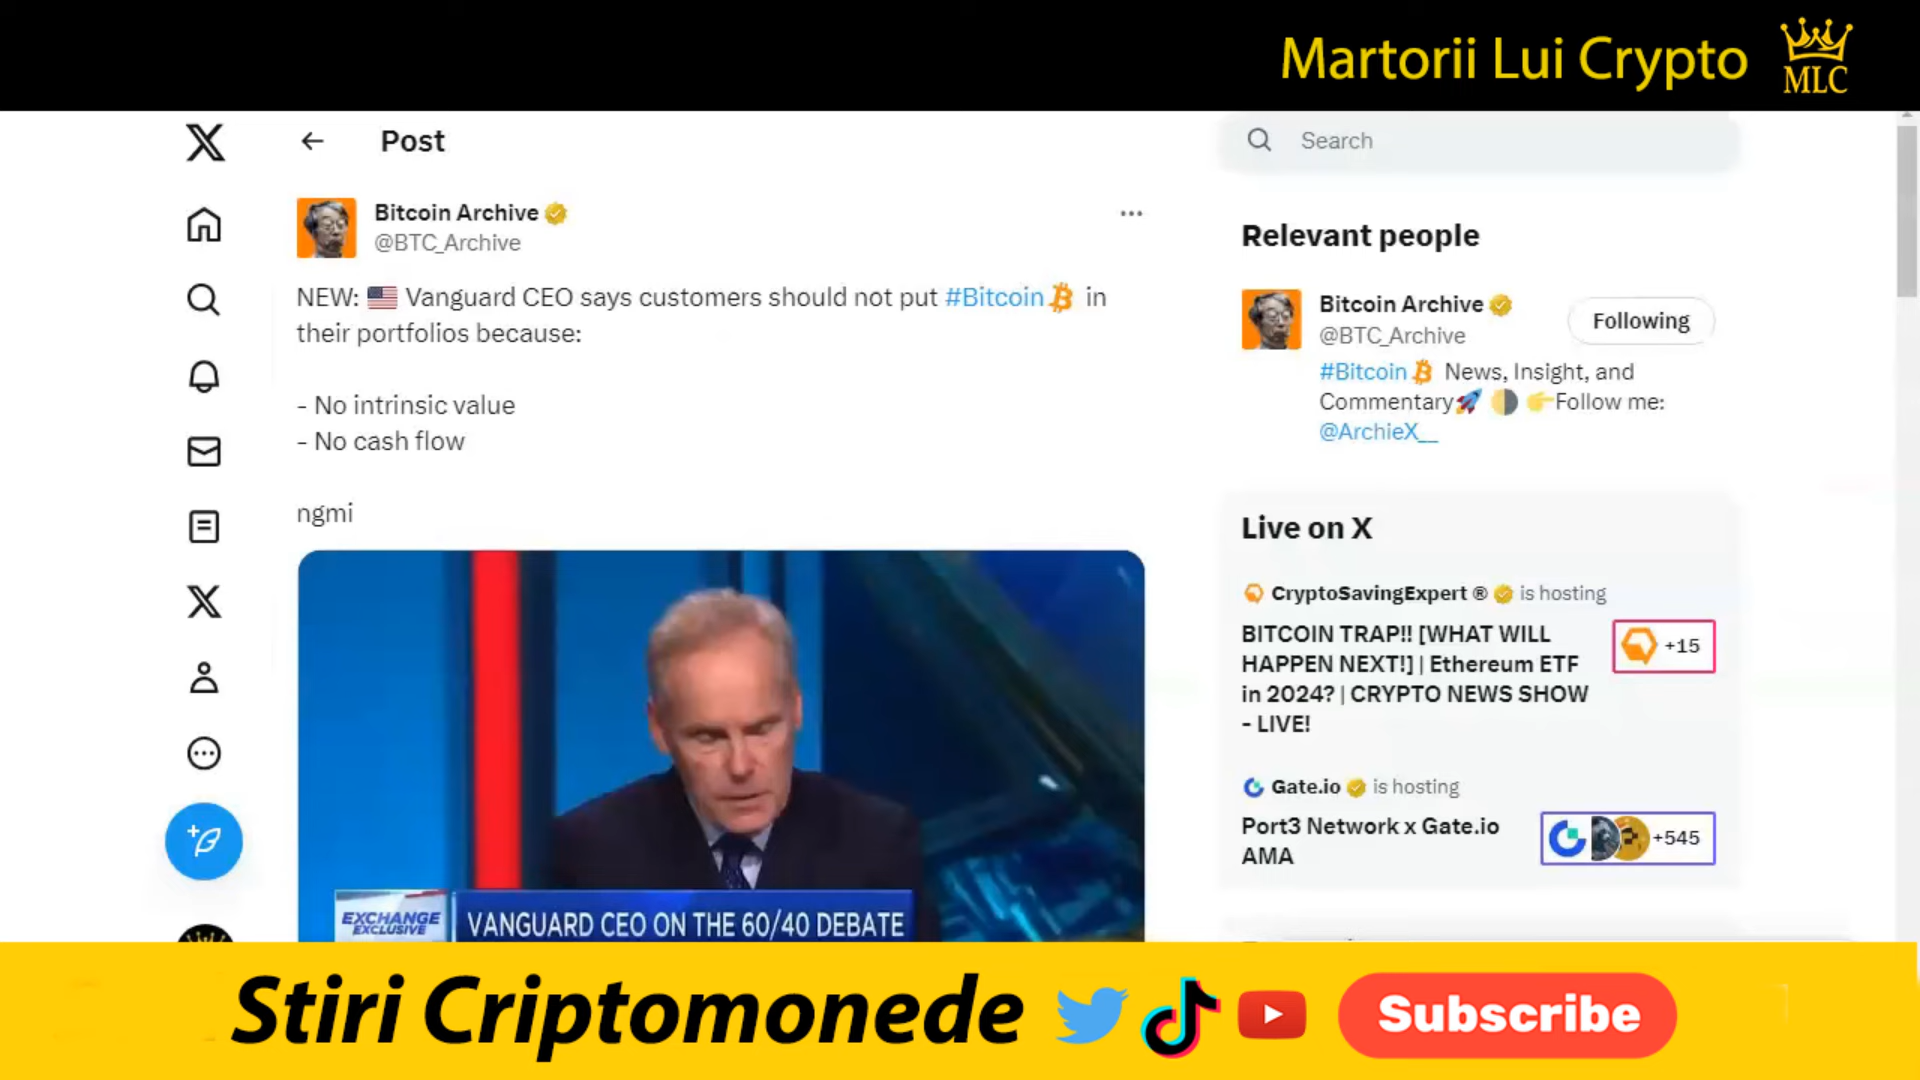 Martorii Lui Crypto
MLC
Post
Search
Bitcoin Archive
@BTC_Archive
NEW: 🇺🇸 Vanguard CEO says customers should not put #Bitcoin in
their portfolios because:
- No intrinsic value
- No cash flow
ngmi
EXCHANGE
EXCLUSIVE
VANGUARD CEO ON THE 60/40 DEBATE
Relevant people
Bitcoin Archive
@BTC_Archive
Following
#Bitcoin News, Insight, and
Commentary🚀 🌗 👉Follow me:
@ArchieX__
Live on X
CryptoSavingExpert ® is hosting
BITCOIN TRAP!! [WHAT WILL
HAPPEN NEXT!] | Ethereum ETF
in 2024? | CRYPTO NEWS SHOW
- LIVE!
+15
Gate.io is hosting
Port3 Network x Gate.io
AMA
+545
Stiri Criptomonede
Subscribe